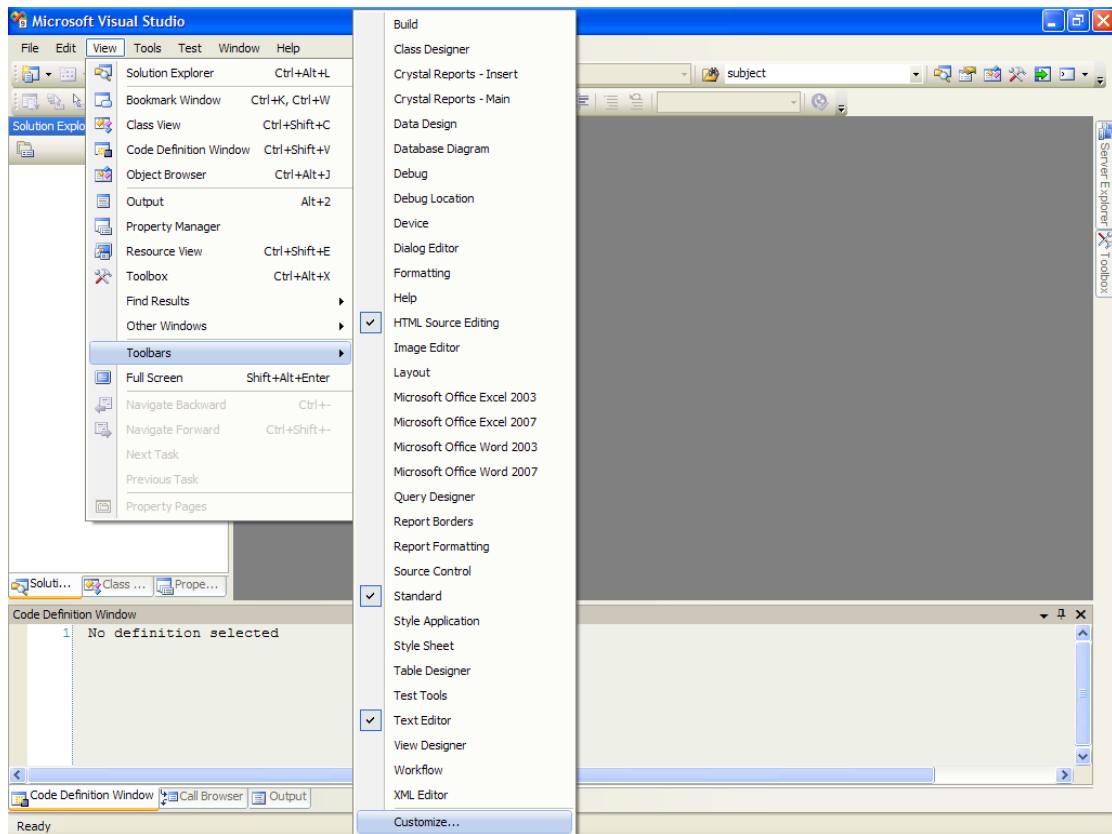 Microsoft Visual Studio
File Edit View Tools Test Window Help
subject
Solution Explo
Solution Explorer Ctrl+Alt+L
Bookmark Window Ctrl+K, Ctrl+W
Class View Ctrl+Shift+C
Code Definition Window Ctrl+Shift+V
Object Browser Ctrl+Alt+J
Output Alt+2
Property Manager
Resource View Ctrl+Shift+E
Toolbox Ctrl+Alt+X
Find Results
Other Windows
Toolbars
Full Screen Shift+Alt+Enter
Navigate Backward Ctrl+-
Navigate Forward Ctrl+Shift+-
Next Task
Previous Task
Property Pages
Build
Class Designer
Crystal Reports - Insert
Crystal Reports - Main
Data Design
Database Diagram
Debug
Debug Location
Device
Dialog Editor
Formatting
Help
HTML Source Editing
Image Editor
Layout
Microsoft Office Excel 2003
Microsoft Office Excel 2007
Microsoft Office Word 2003
Microsoft Office Word 2007
Query Designer
Report Borders
Report Formatting
Source Control
Standard
Style Application
Style Sheet
Table Designer
Test Tools
Text Editor
View Designer
Workflow
XML Editor
Customize...
Server Explorer
Toolbox
Soluti... Class ... Prope...
Code Definition Window
1 No definition selected
Code Definition Window Call Browser Output
Ready